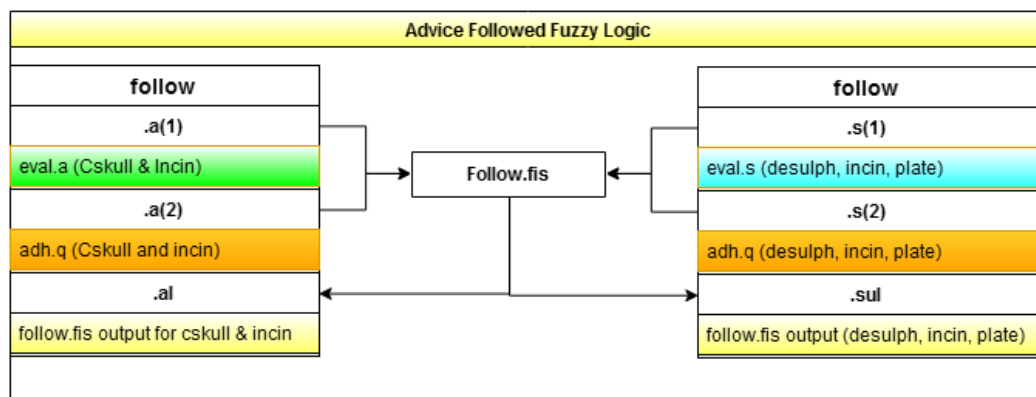 Advice Followed Fuzzy Logic
follow
.a(1)
eval.a (Cskull & Incin)
.a(2)
adh.q (Cskull and incin)
.al
follow.fis output for cskull & incin
Follow.fis
follow
.s(1)
eval.s (desulph, incin, plate)
.s(2)
adh.q (desulph, incin, plate)
.sul
follow.fis output (desulph, incin, plate)